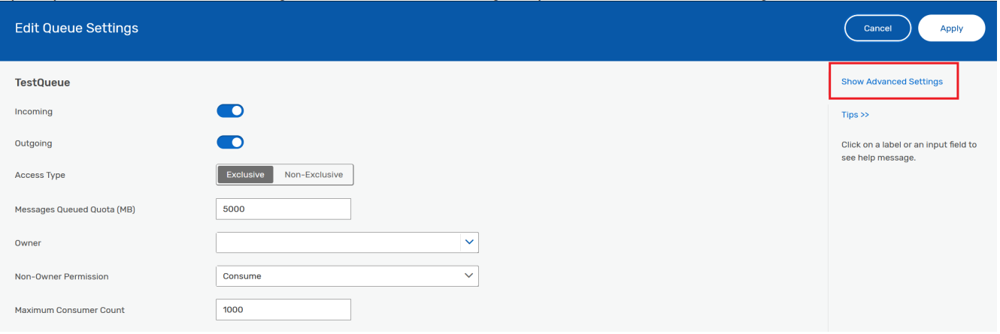 Edit Queue Settings
Cancel
Apply
TestQueue
Show Advanced Settings
Incoming
Tips >>
Outgoing
Click on a label or an input field to
see help message.
Access Type
Exclusive
Non-Exclusive
Messages Queued Quota (MB)
5000
Owner
Non-Owner Permission
Consume
Maximum Consumer Count
1000